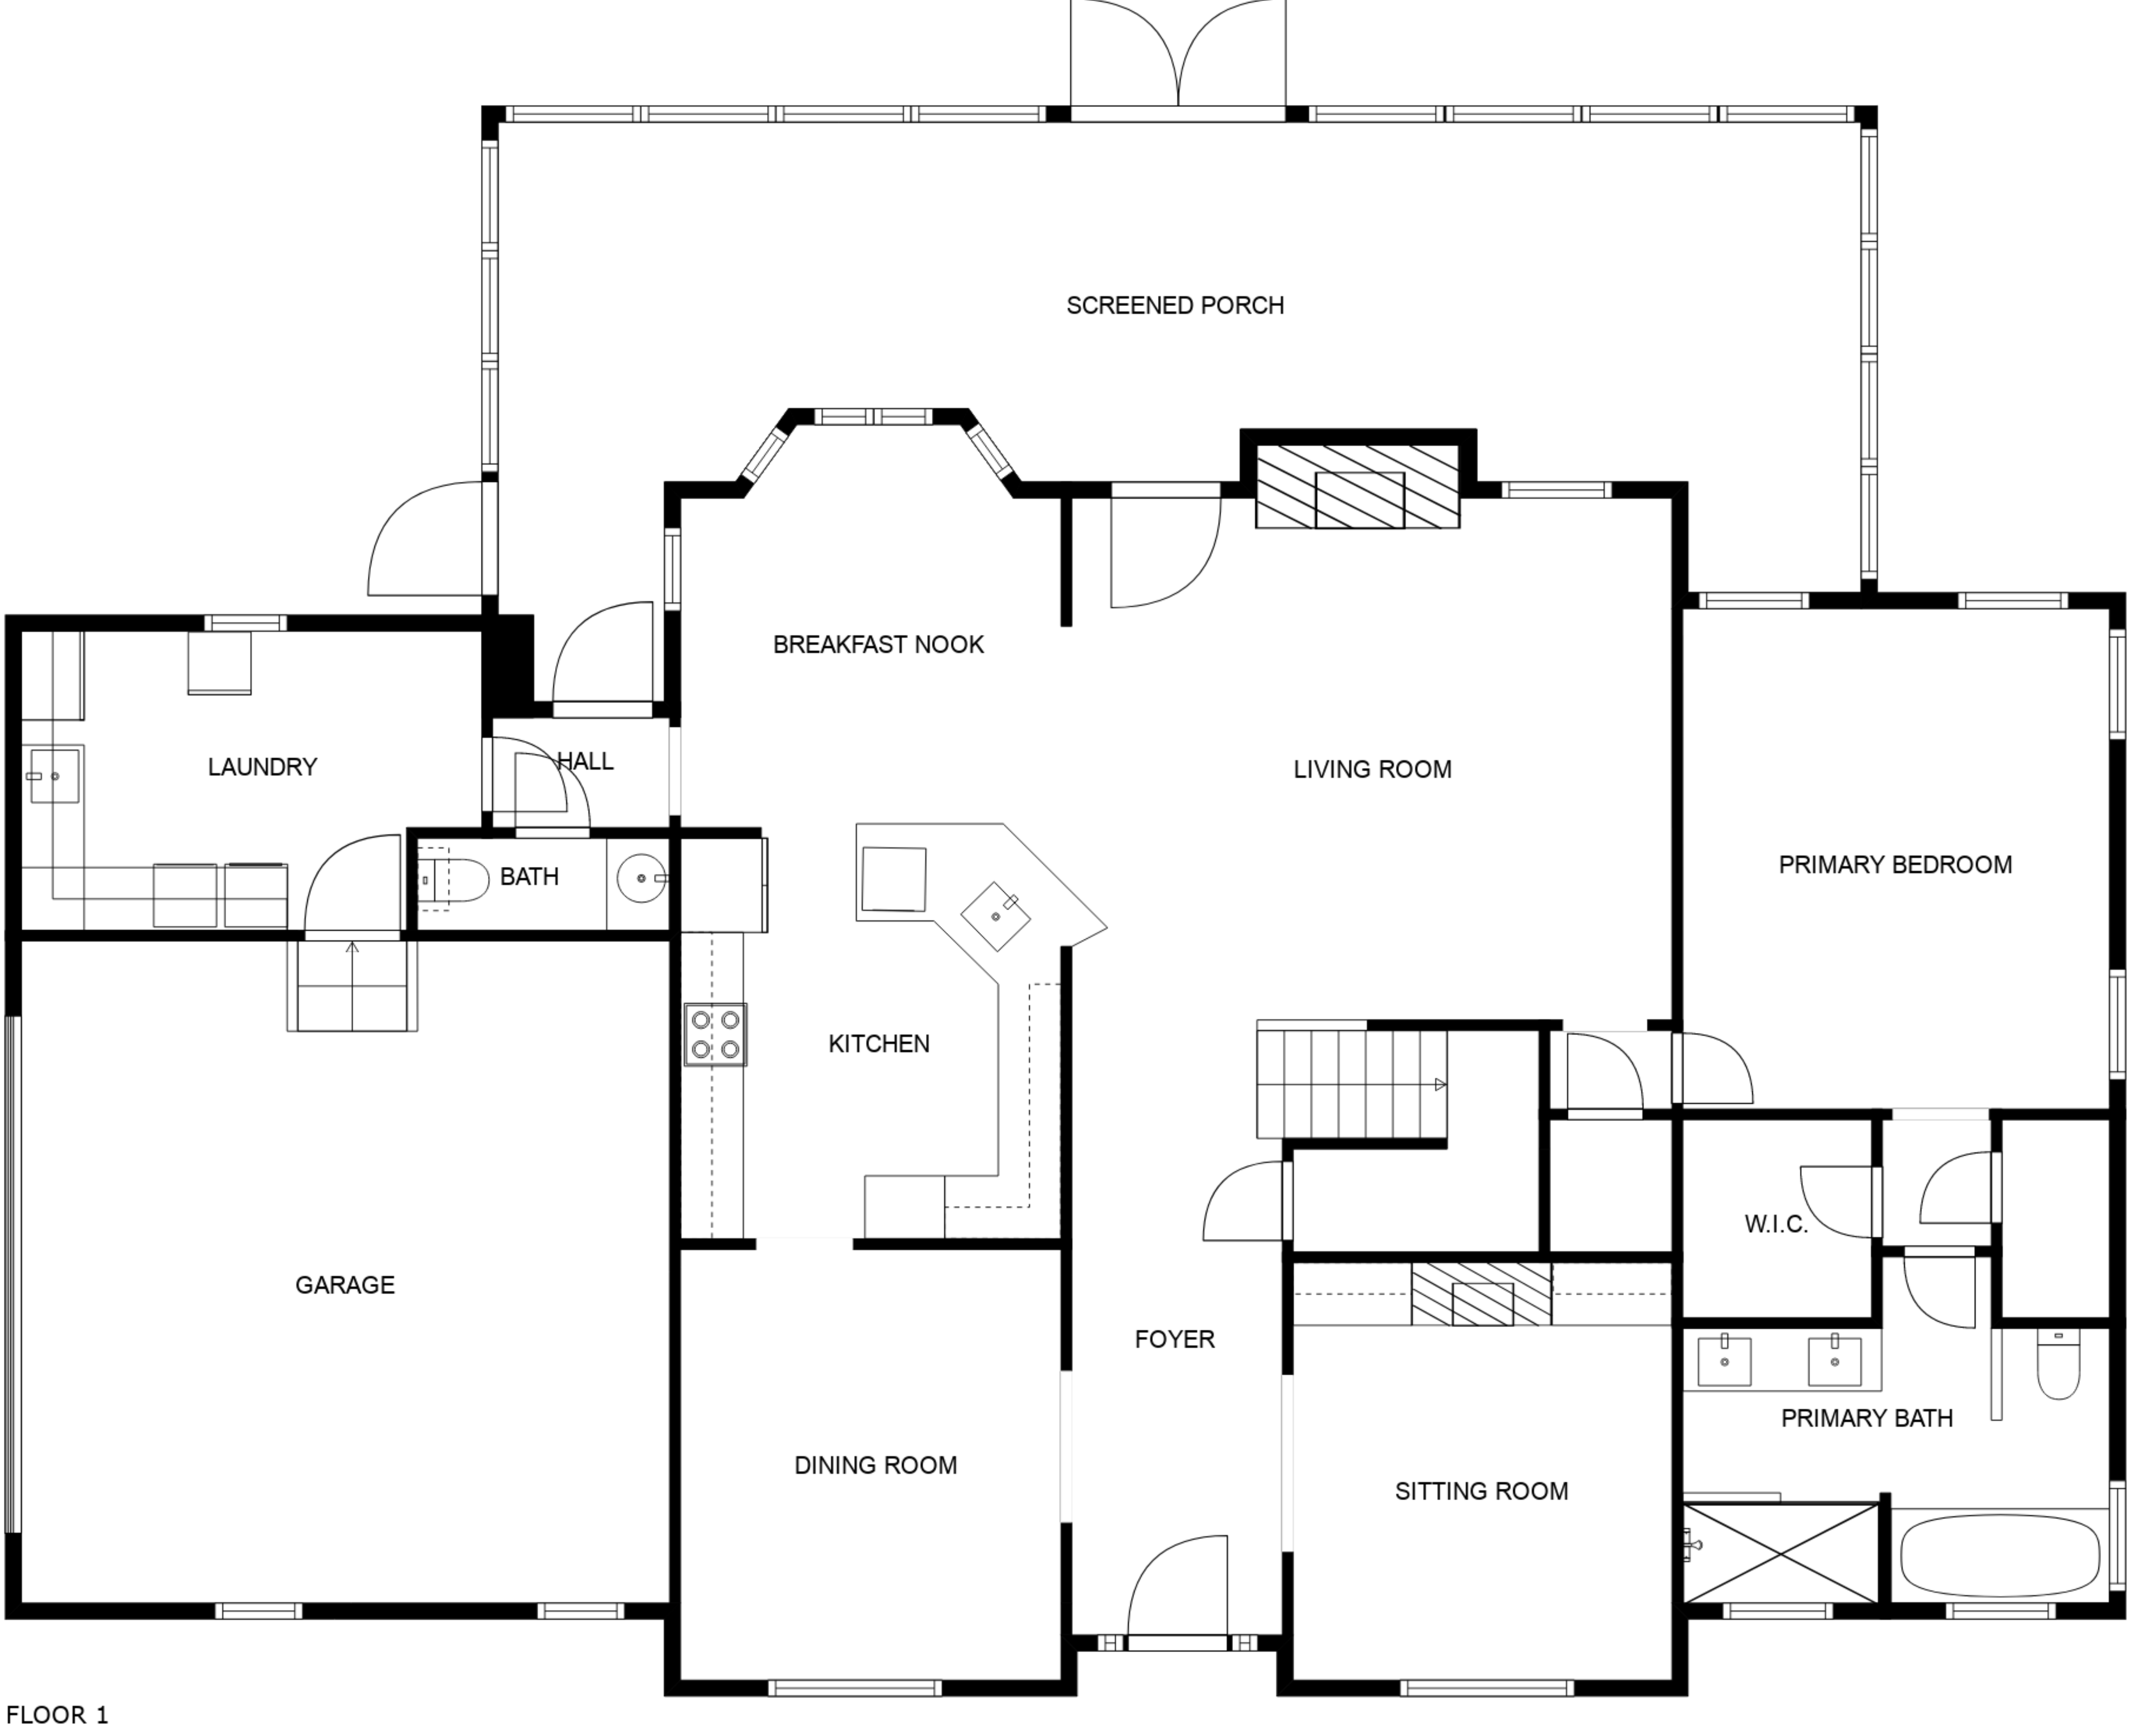 SCREENED PORCH
BREAKFAST NOOK
HALL
LAUNDRY
LIVING ROOM
PRIMARY BEDROOM
BATH
KITCHEN
W.I.C.
GARAGE
FOYER
PRIMARY BATH
DINING ROOM
SITTING ROOM
FLOOR 1